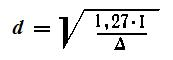 d = √(1,27·I / Δ)